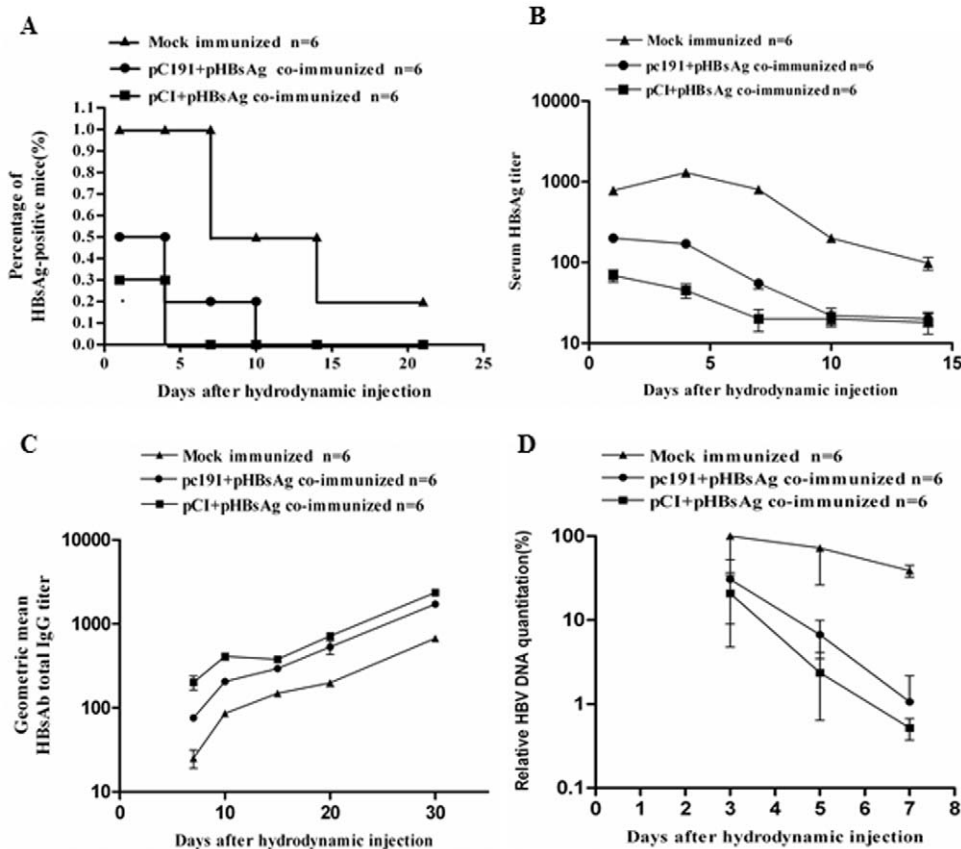 A
Mock immunized n=6
pC191+pHBsAg co-immunized n=6
pCI+pHBsAg co-immunized n=6
Percentage of
HBsAg-positive micc(%)
1.1
1.0
0.9
0.8
0.7
0.6
0.5
0.4
0.3
0.2
0.1
0.0
0 5 10 15 20 25
Days after hydrodynamic injection
B
Mock immunized n=6
pc191+pHBsAg co-immunized n=6
pCI+pHBsAg co-immunized n=6
Serum HBsAg titer
10000
1000
100
10
0 5 10 15
Days after hydrodynamic injection
C
Mock immunized n=6
pc191+pHBsAg co-immunized n=6
pCI+pHBsAg co-immunized n=6
Geometric mean
HBsAb total IgG titer
10000
1000
100
10
0 10 20 30
Days after hydrodynamic injection
D
Mock immunized n=6
pc191+pHBsAg co-immunized n=6
pCI+pHBsAg co-immunized n=6
Relative HBV DNA quantitation(%)
100
10
1
0.1
0 1 2 3 4 5 6 7 8
Days after hydrodynamic injection